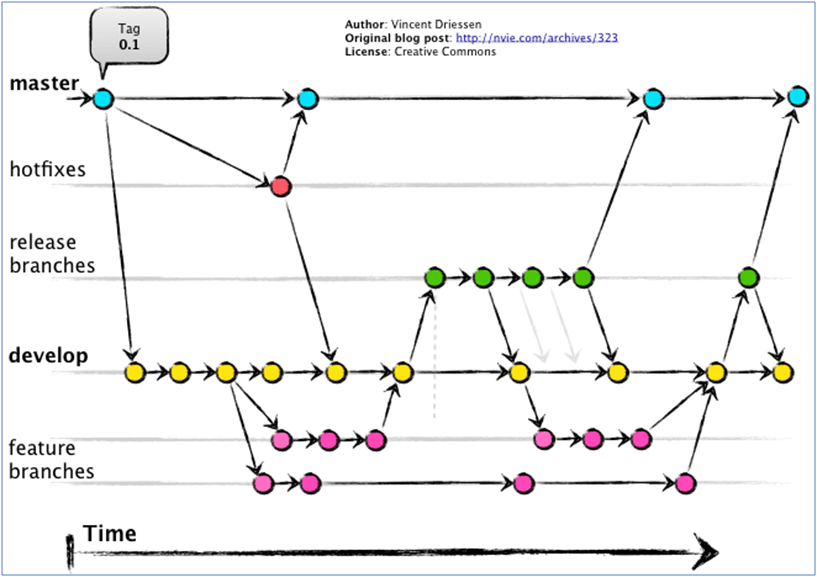 Tag
0.1
Author: Vincent Driessen
Original blog post: http://nvie.com/archives/323
License: Creative Commons
master
hotfixes
release
branches
develop
feature
branches
Time